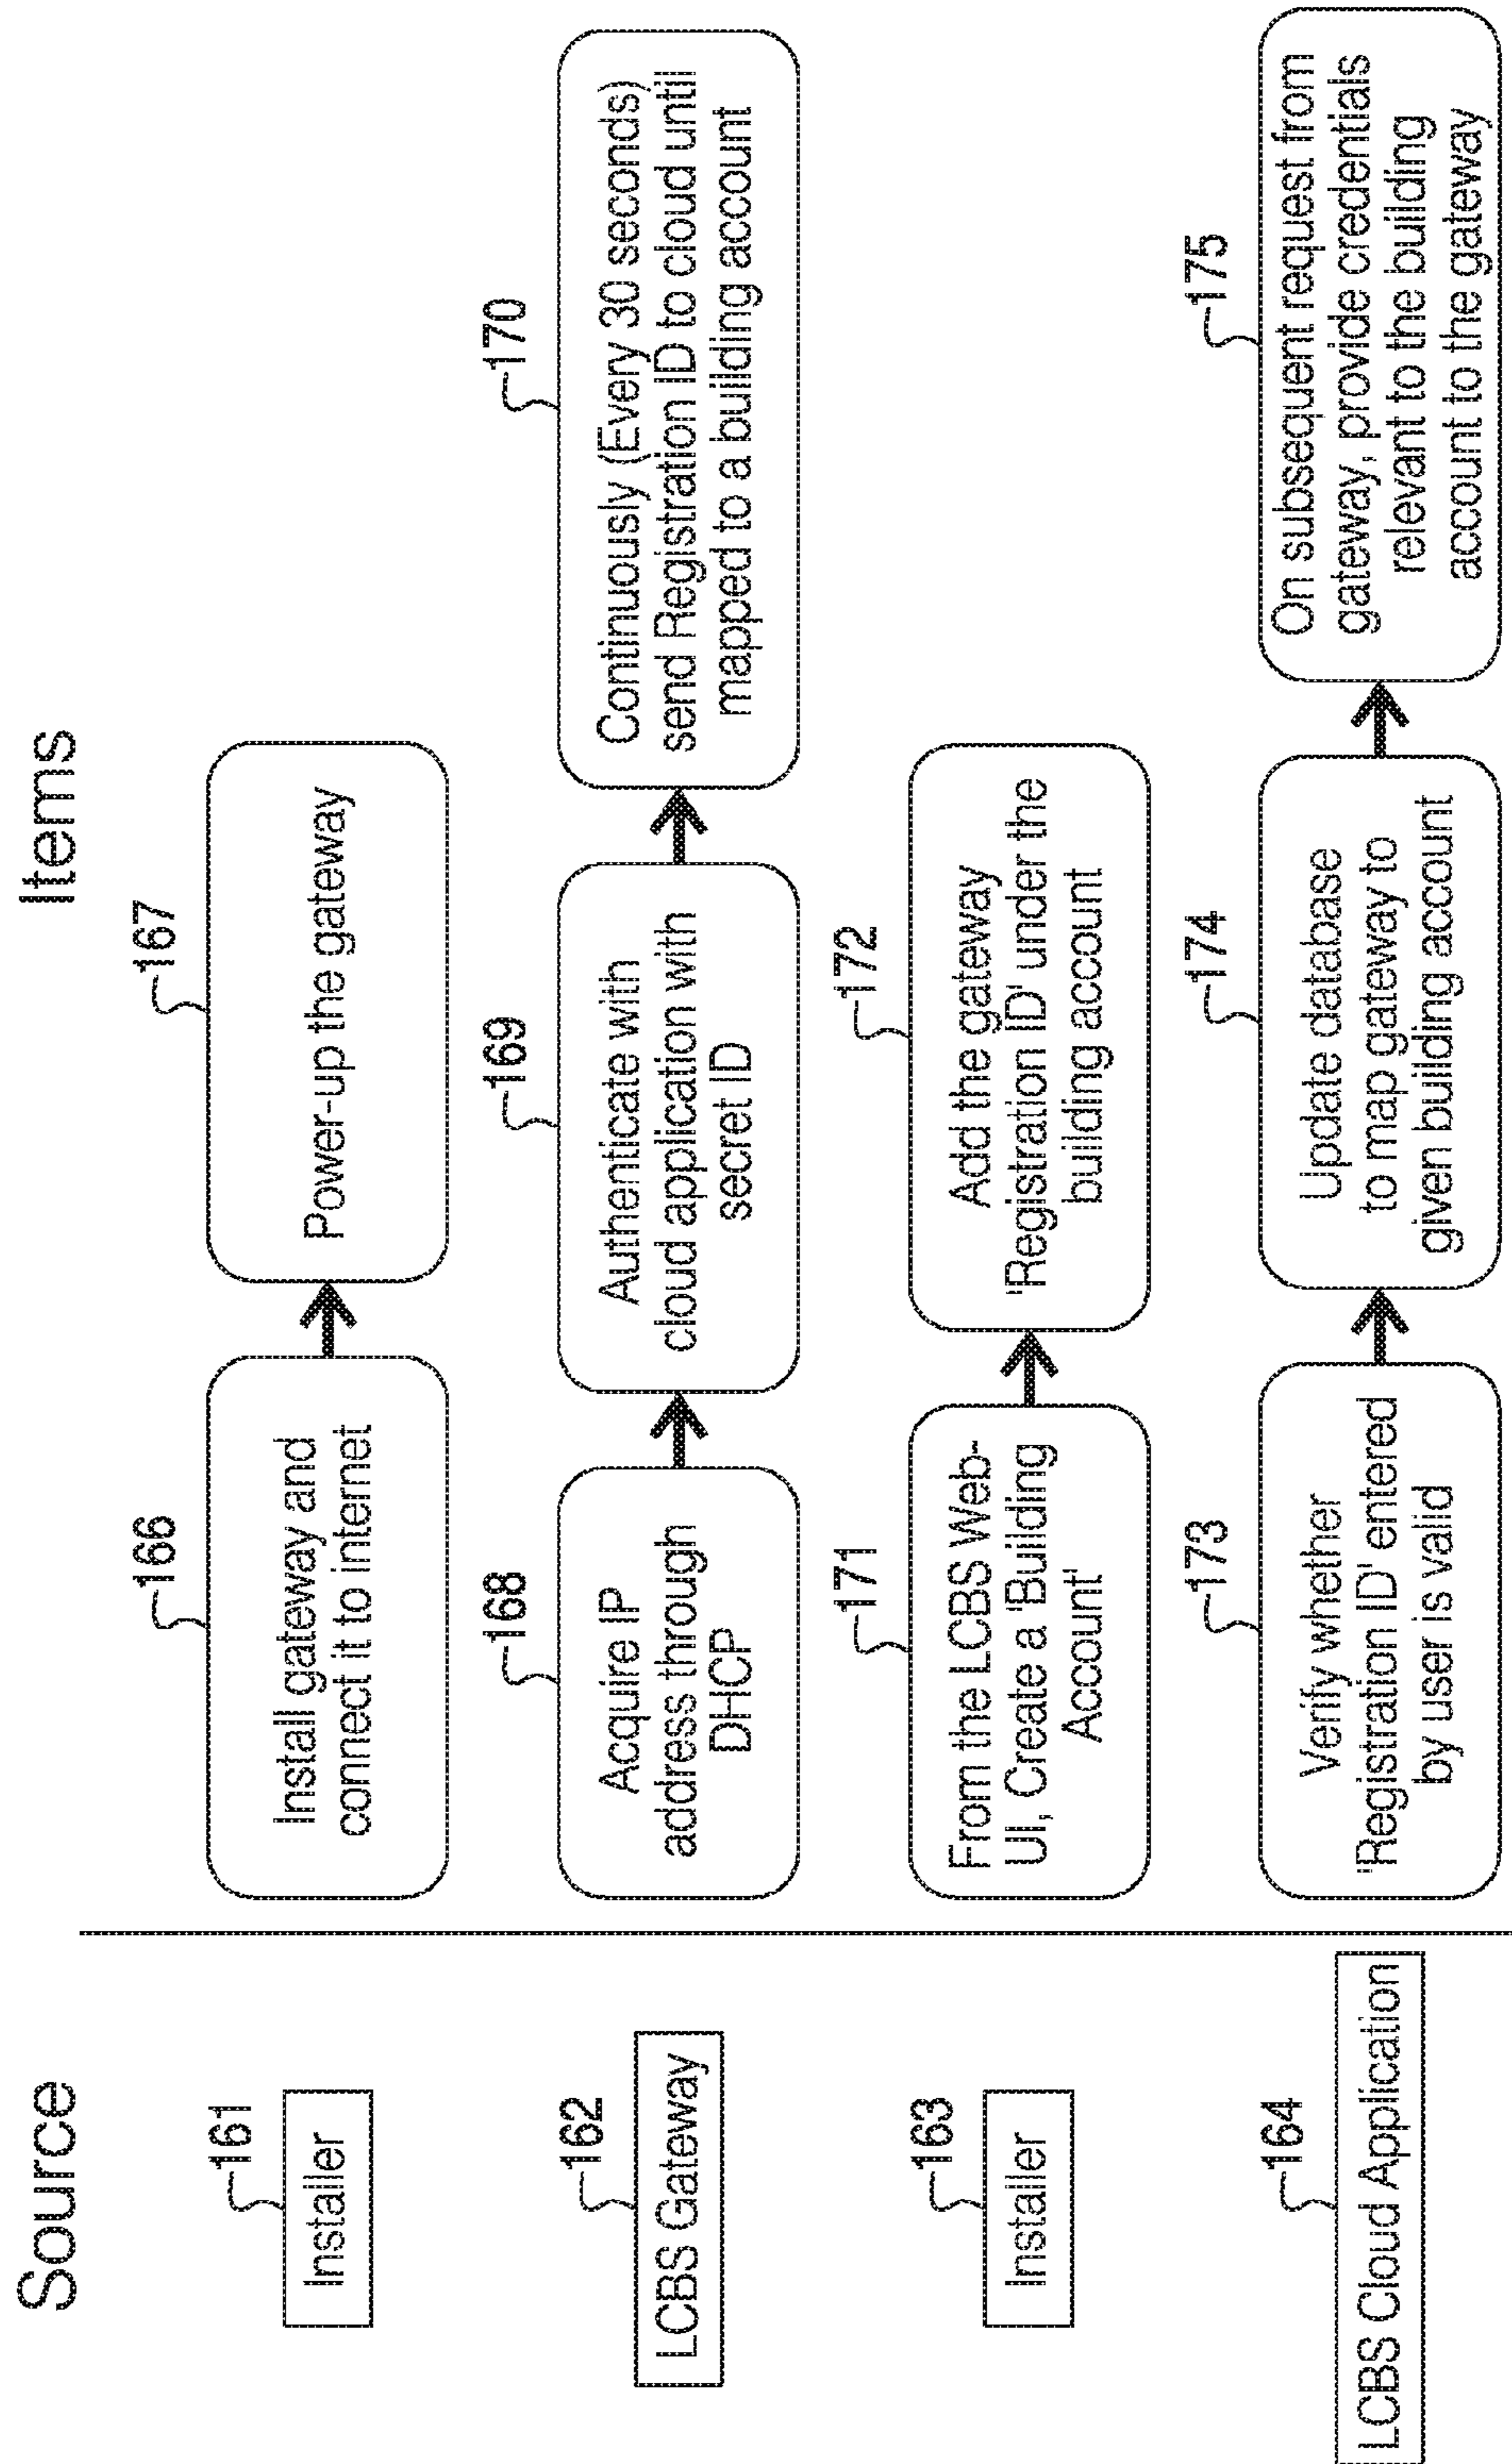 Source
Items
161
Installer
166
Install gateway and
connect it to internet
167
Power-up the gateway
162
LCBS Gateway
168
Acquire IP
address through
DHCP
169
Authenticate with
cloud application with
secret ID
170
Continuously (Every 30 seconds)
send Registration ID to cloud until
mapped to a building account
163
Installer
171
From the LCBS Web-
UI, Create a 'Building
Account'
172
Add the gateway
'Registration ID' under the
building account
164
LCBS Cloud Application
173
Verify whether
'Registration ID' entered
by user is valid
174
Update database
to map gateway to
given building account
175
On subsequent request from
gateway, provide credentials
relevant to the building
account to the gateway